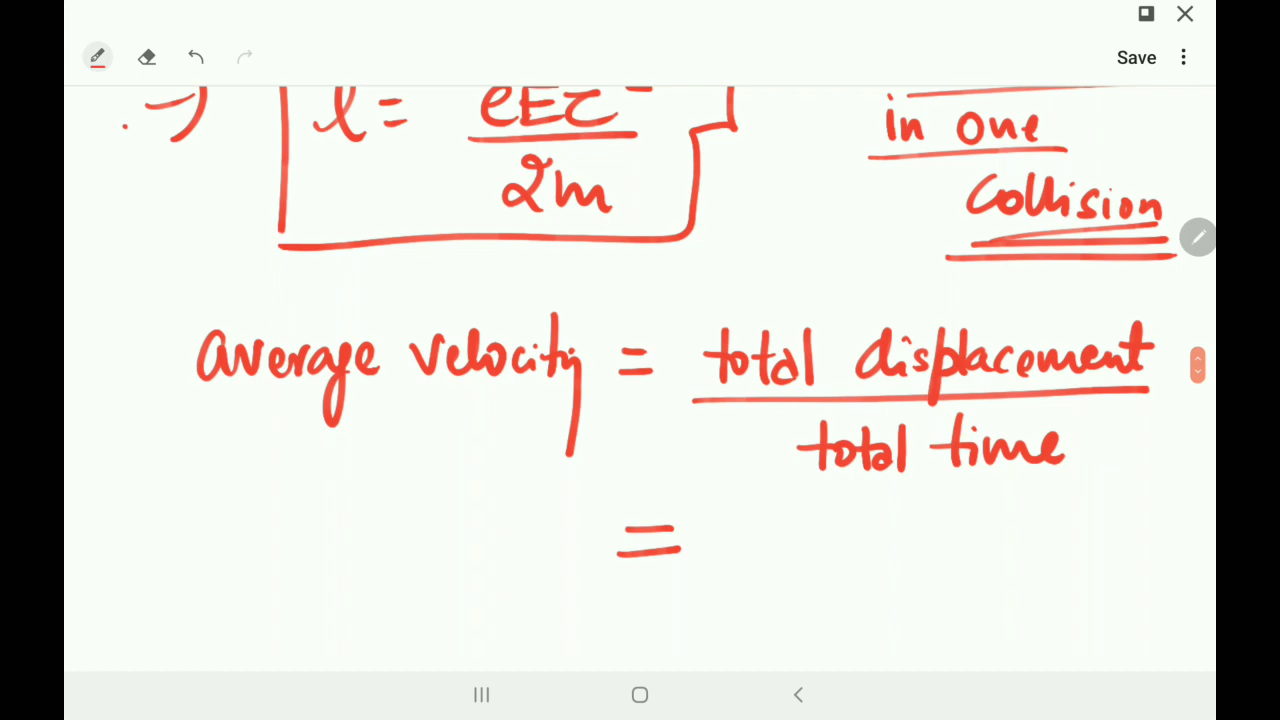 Save
l = eEτ²
2m
in one
Collision
average velocity = total displacement
total time
=